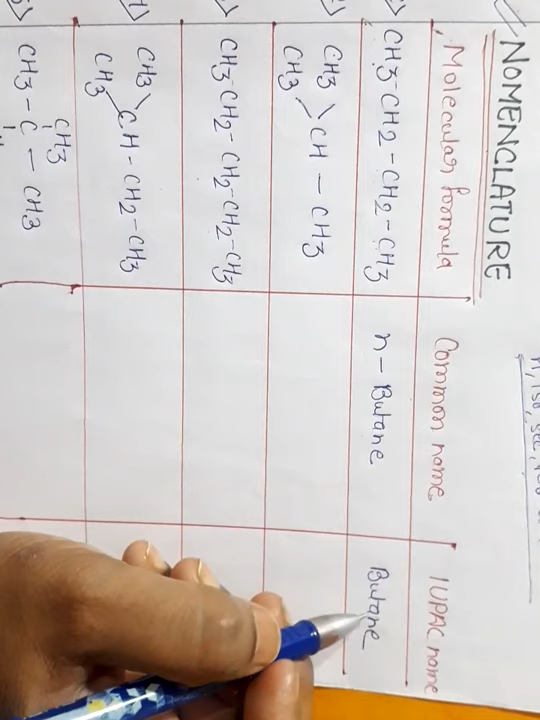 NOMENCLATURE
Molecular formula Common name IUPAC name
CH3-CH2-CH2-CH3 n-Butane Butane
CH3
CH3 > CH - CH3
CH3-CH2-CH2-CH2-CH3
CH3
CH3 > CH-CH2-CH3
CH3
CH3 - C - CH3